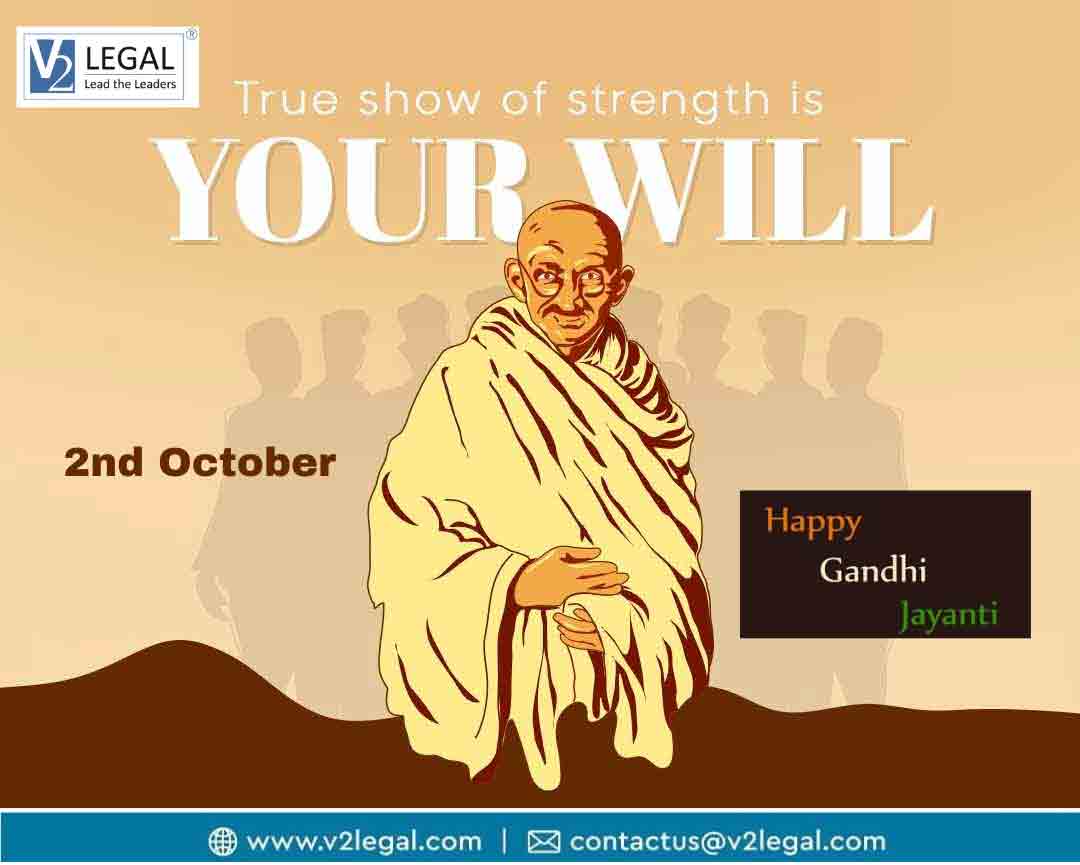 V2 LEGAL®
Lead the Leaders
True show of strength is
YOUR WILL
2nd October
Happy
Gandhi
Jayanti
www.v2legal.com | contactus@v2legal.com